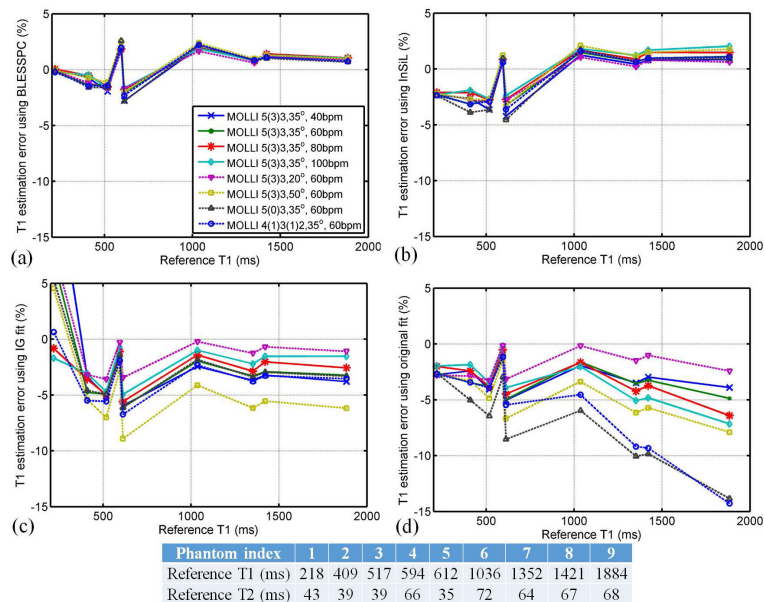 T1 estimation error using BLESSPC (%)
5
0
-5
-10
-15
500
1000
1500
2000
Reference T1 (ms)
(a)
MOLLI 5(3)3,35°, 40bpm
MOLLI 5(3)3,35°, 60bpm
MOLLI 5(3)3,35°, 80bpm
MOLLI 5(3)3,35°, 100bpm
MOLLI 5(3)3,20°, 60bpm
MOLLI 5(3)3,50°, 60bpm
MOLLI 5(0)3,35°, 60bpm
MOLLI 4(1)3(1)2,35°, 60bpm
T1 estimation error using InSiL (%)
5
0
-5
-10
-15
500
1000
1500
2000
Reference T1 (ms)
(b)
T1 estimation error using IG fit (%)
5
0
-5
-10
-15
500
1000
1500
2000
Reference T1 (ms)
(c)
T1 estimation error using original fit (%)
5
0
-5
-10
-15
500
1000
1500
2000
Reference T1 (ms)
(d)
Phantom index 1 2 3 4 5 6 7 8 9
Reference T1 (ms) 218 409 517 594 612 1036 1352 1421 1884
Reference T2 (ms) 43 39 39 66 35 72 64 67 68